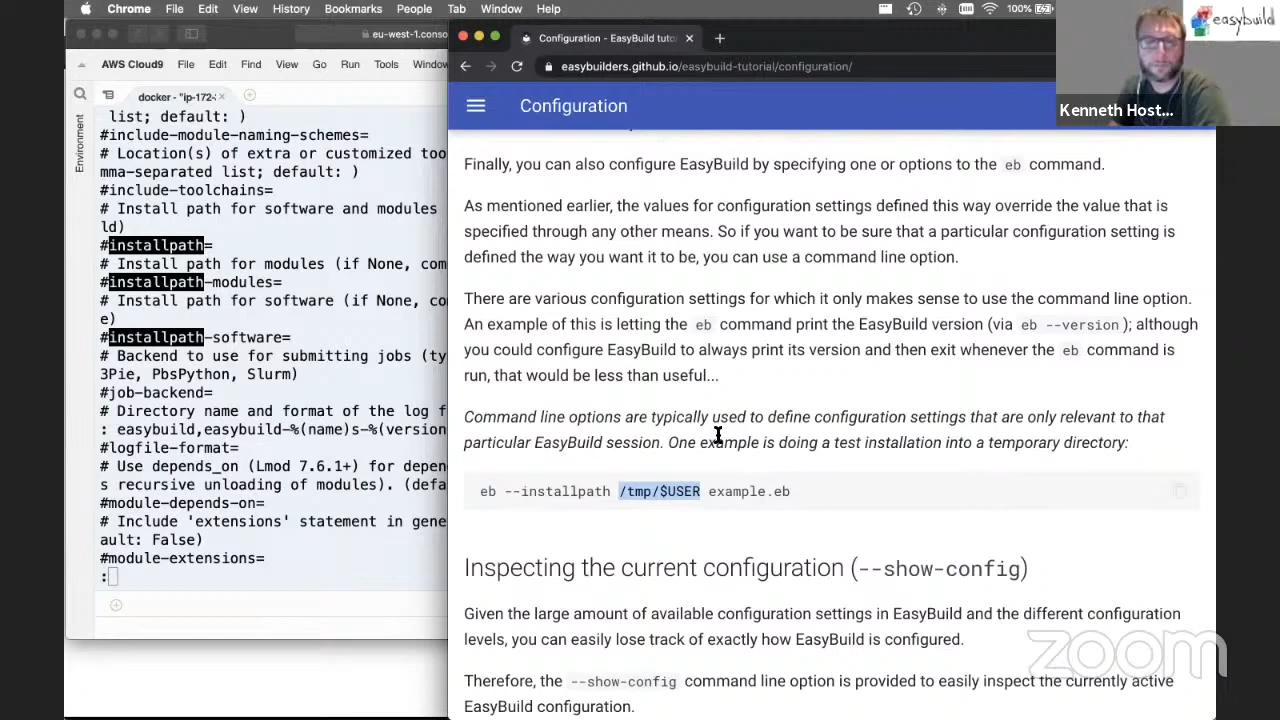 Chrome File Edit View History Bookmarks People Tab Window Help 100%
eu-west-1.conso
AWS Cloud9 File Edit Find View Go Run Tools Window
docker - "ip-172-
Environment
list; default: )
#include-module-naming-schemes=
# Location(s) of extra or customized too
mma-separated list; default: )
#include-toolchains=
# Install path for software and modules
ld)
#installpath=
# Install path for modules (if None, com
#installpath-modules=
# Install path for software (if None, co
e)
#installpath-software=
# Backend to use for submitting jobs (ty
3Pie, PbsPython, Slurm)
#job-backend=
# Directory name and format of the log f
: easybuild,easybuild-%(name)s-%(version
#logfile-format=
# Use depends_on (Lmod 7.6.1+) for depen
s recursive unloading of modules). (defa
#module-depends-on=
# Include 'extensions' statement in gene
ault: False)
#module-extensions=
:
Configuration - EasyBuild tuto
easybuilders.github.io/easybuild-tutorial/configuration/
Configuration
Finally, you can also configure EasyBuild by specifying one or options to the eb command.
As mentioned earlier, the values for configuration settings defined this way override the value that is
specified through any other means. So if you want to be sure that a particular configuration setting is
defined the way you want it to be, you can use a command line option.
There are various configuration settings for which it only makes sense to use the command line option.
An example of this is letting the eb command print the EasyBuild version (via eb --version ); although
you could configure EasyBuild to always print its version and then exit whenever the eb command is
run, that would be less than useful...
Command line options are typically used to define configuration settings that are only relevant to that
particular EasyBuild session. One example is doing a test installation into a temporary directory:
eb --installpath /tmp/$USER example.eb
Inspecting the current configuration (--show-config)
Given the large amount of available configuration settings in EasyBuild and the different configuration
levels, you can easily lose track of exactly how EasyBuild is configured.
Therefore, the --show-config command line option is provided to easily inspect the currently active
EasyBuild configuration.
easybuild
Kenneth Host...
zoom